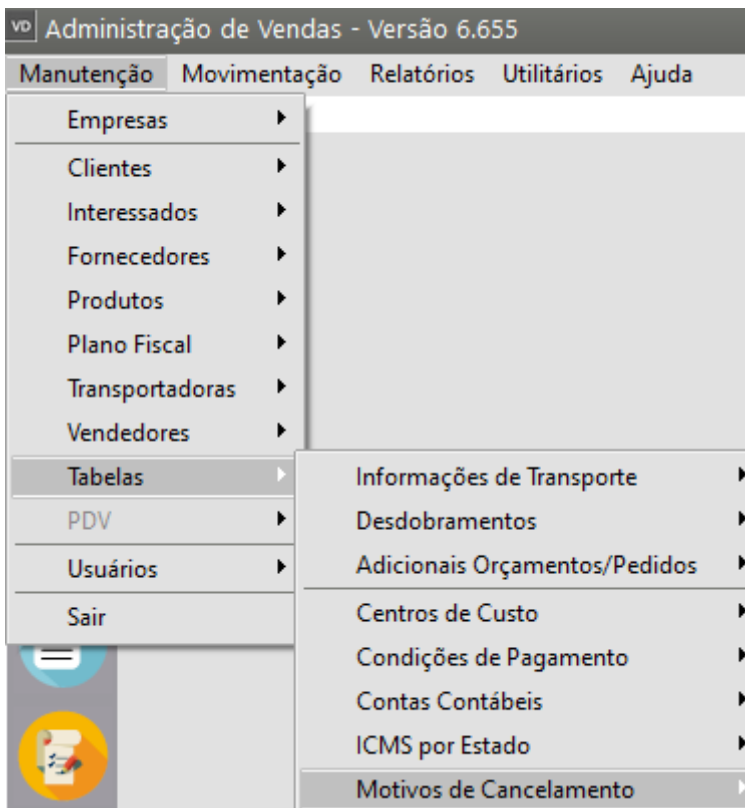 VD Administração de Vendas - Versão 6.655
Manutenção Movimentação Relatórios Utilitários Ajuda
Empresas
Clientes
Interessados
Fornecedores
Produtos
Plano Fiscal
Transportadoras
Vendedores
Tabelas
PDV
Usuários
Sair
Informações de Transporte
Desdobramentos
Adicionais Orçamentos/Pedidos
Centros de Custo
Condições de Pagamento
Contas Contábeis
ICMS por Estado
Motivos de Cancelamento